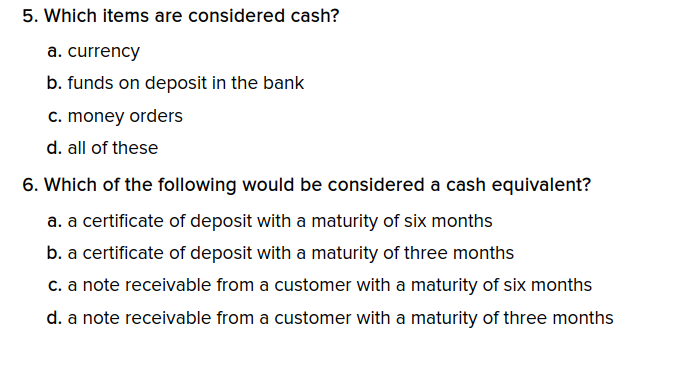 5. Which items are considered cash?
a. currency
b. funds on deposit in the bank
c. money orders
d. all of these
6. Which of the following would be considered a cash equivalent?
a. a certificate of deposit with a maturity of six months
b. a certificate of deposit with a maturity of three months
c. a note receivable from a customer with a maturity of six months
d. a note receivable from a customer with a maturity of three months